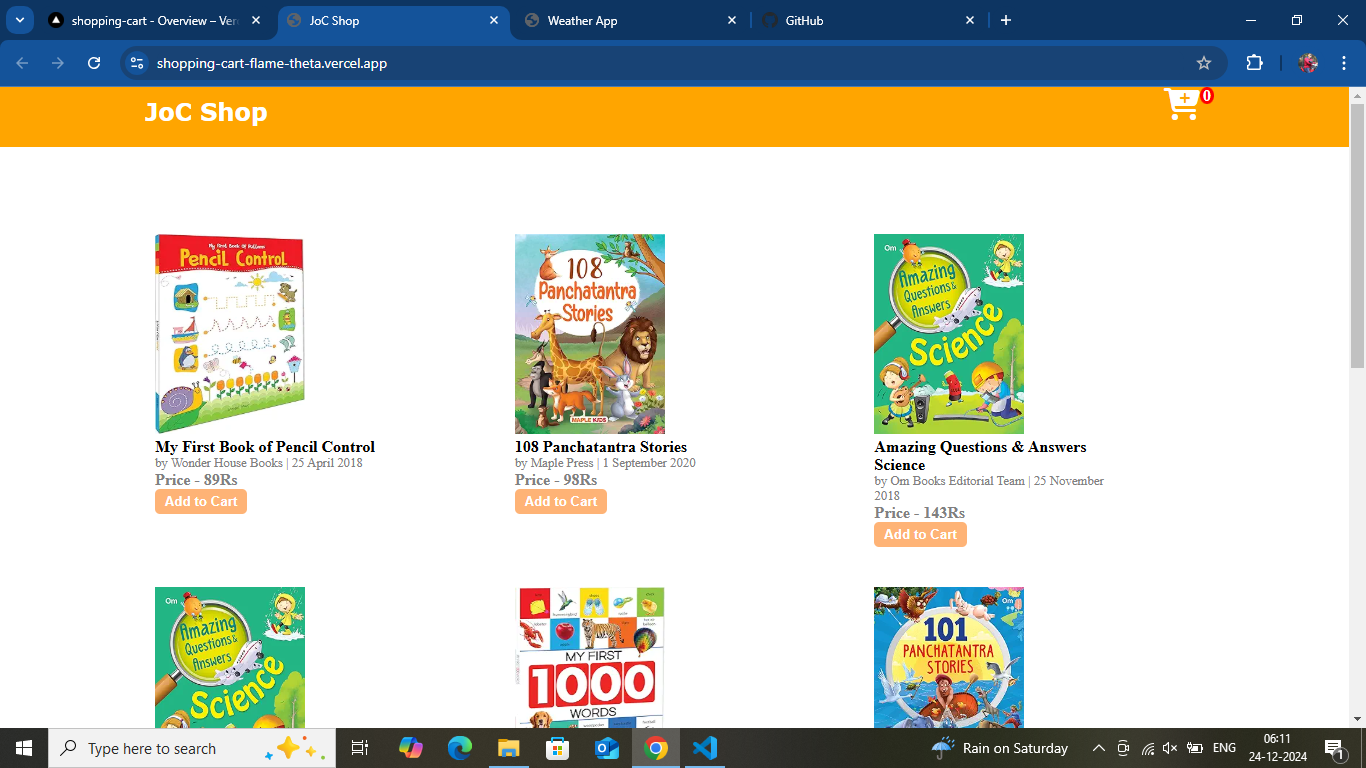 shopping-cart - Overview – Ver
JoC Shop
Weather App
GitHub
shopping-cart-flame-theta.vercel.app
JoC Shop
0
My First Book of Pattern
Pencil Control
108
Panchatantra
Stories
MAPLE KIDS
Om
Amazing
Questions &
Answers
Science
My First Book of Pencil Control
by Wonder House Books | 25 April 2018
Price - 89Rs
Add to Cart
108 Panchatantra Stories
by Maple Press | 1 September 2020
Price - 98Rs
Add to Cart
Amazing Questions & Answers
Science
by Om Books Editorial Team | 25 November
2018
Price - 143Rs
Add to Cart
Om
Amazing
Questions &
Answers
Science
MY FIRST
1000
WORDS
Om
101
PANCHATANTRA
STORIES
Type here to search
Rain on Saturday
ENG
06:11
24-12-2024
1